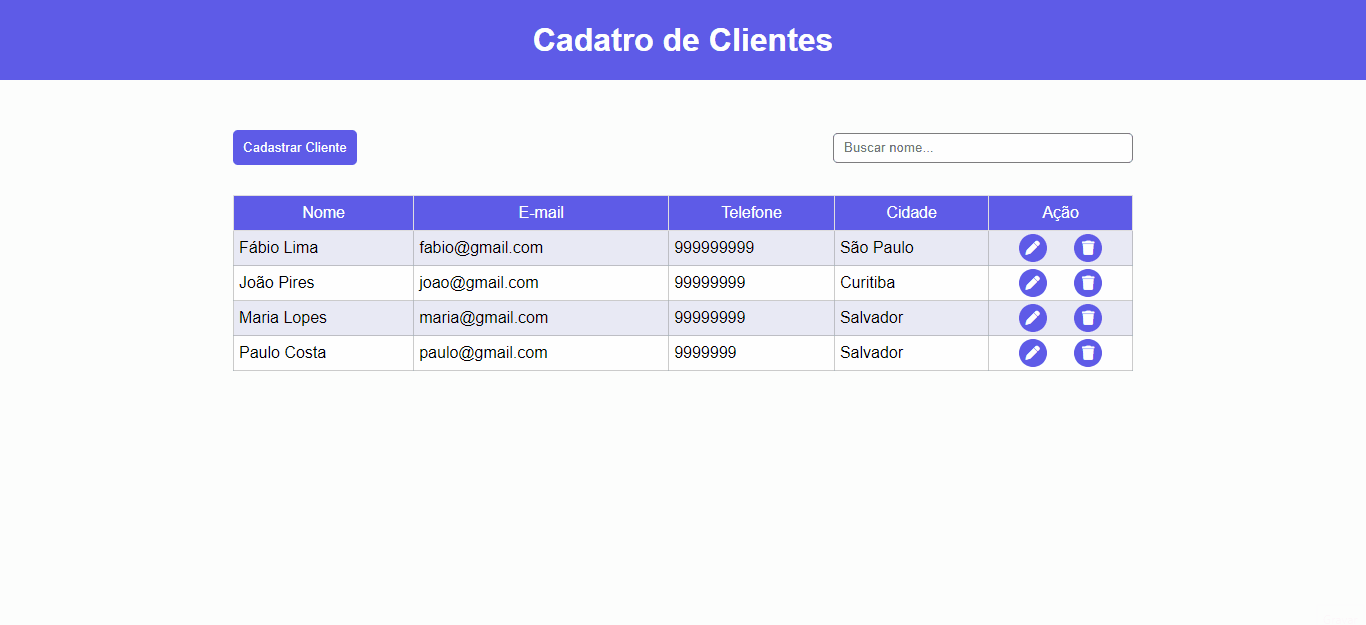 Cadatro de Clientes
Cadastrar Cliente
Buscar nome...
Nome E-mail Telefone Cidade Ação
Fábio Lima fabio@gmail.com 999999999 São Paulo
João Pires joao@gmail.com 99999999 Curitiba
Maria Lopes maria@gmail.com 99999999 Salvador
Paulo Costa paulo@gmail.com 9999999 Salvador